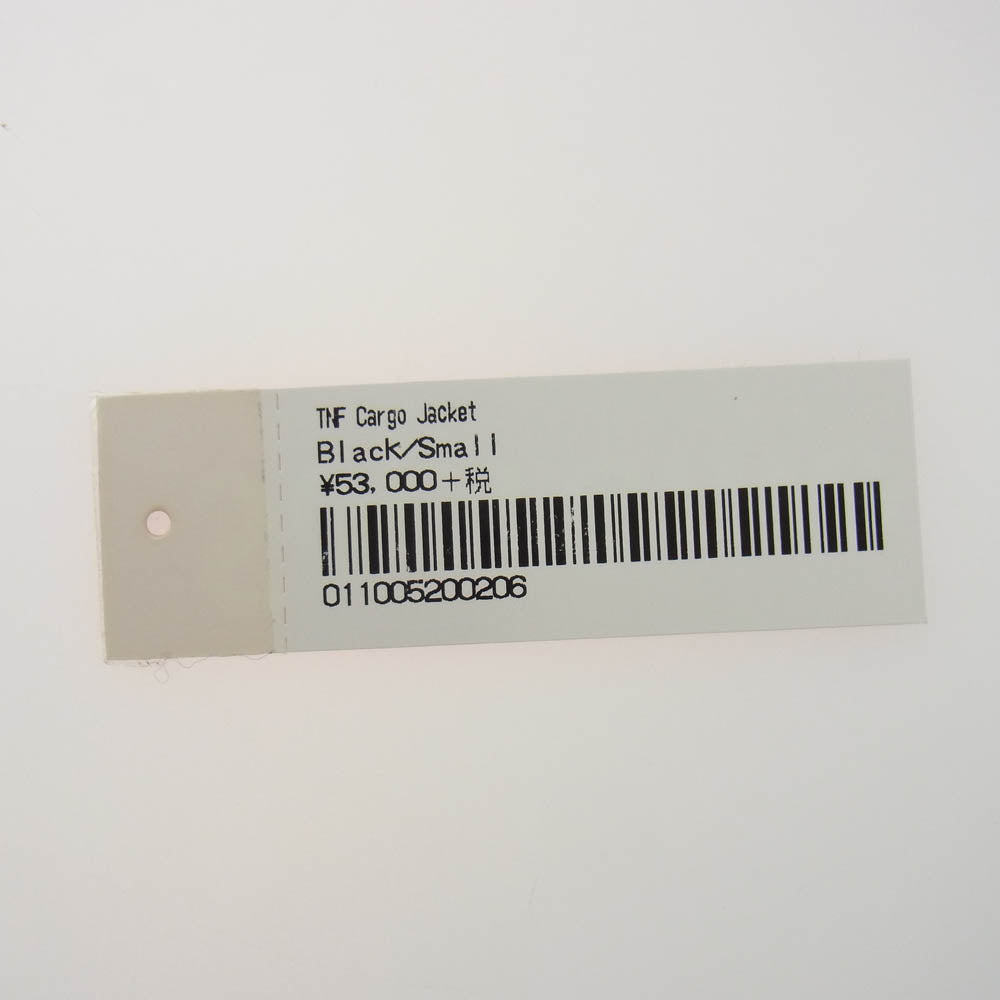 TNF Cargo Jacket
Black/Small
¥53,000+税
011005200206